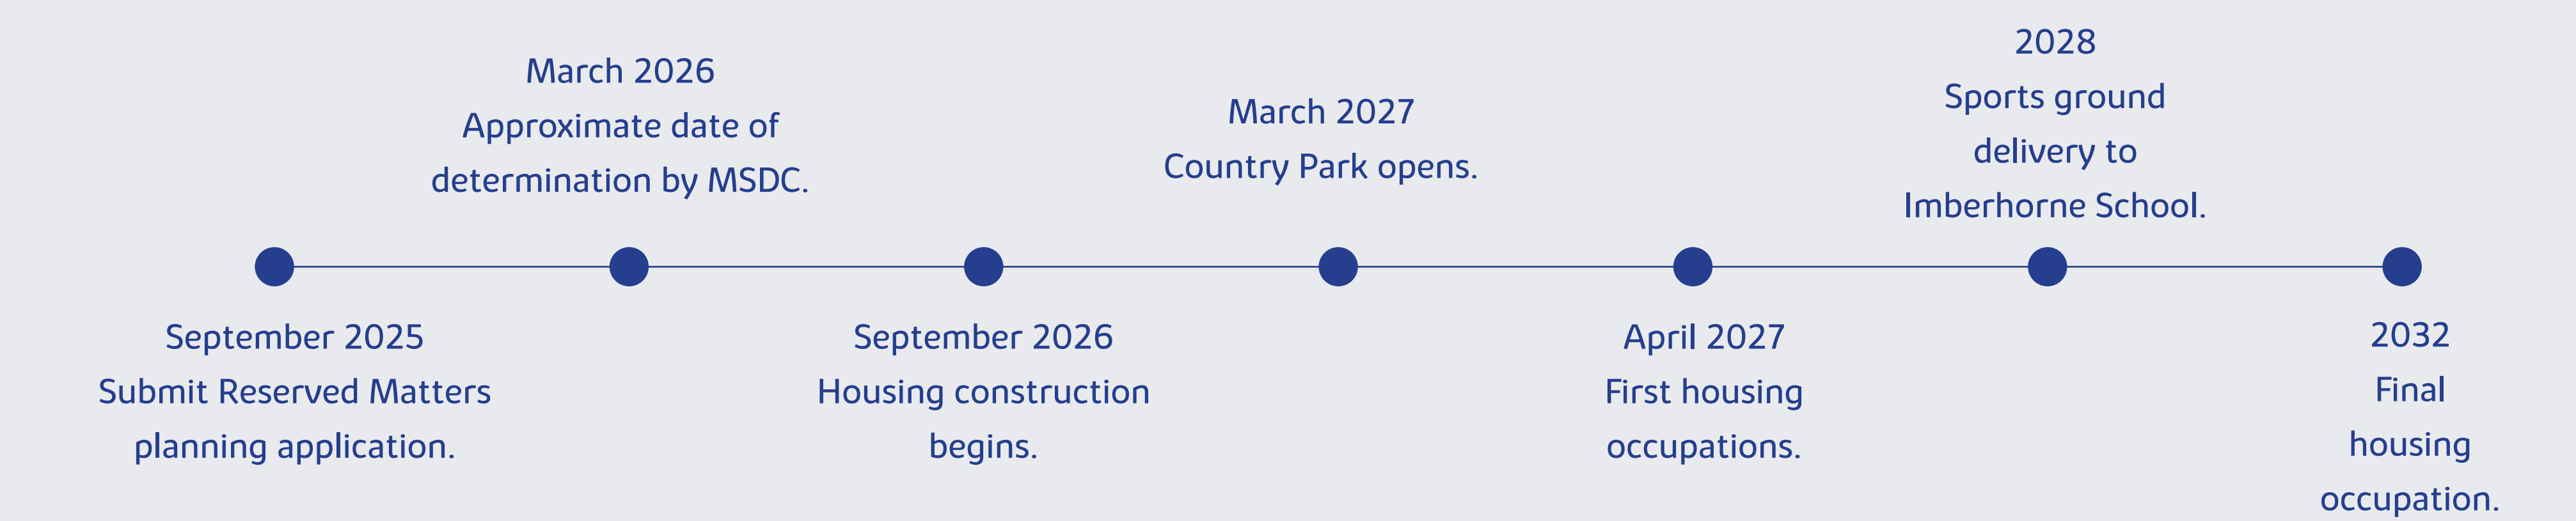 September 2025
Submit Reserved Matters
planning application.
March 2026
Approximate date of
determination by MSDC.
September 2026
Housing construction
begins.
March 2027
Country Park opens.
April 2027
First housing
occupations.
2028
Sports ground
delivery to
Imberhorne School.
2032
Final
housing
occupation.